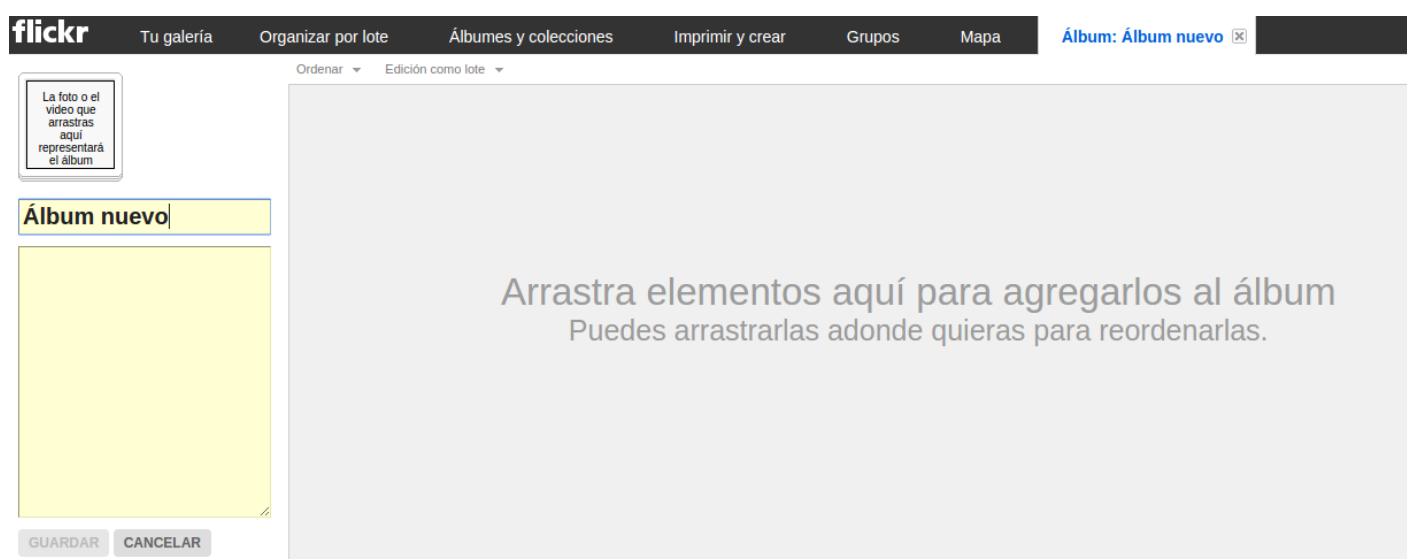 flickr Tu galería Organizar por lote Álbumes y colecciones Imprimir y crear Grupos Mapa Álbum: Álbum nuevo
Ordenar Edición como lote
La foto o el
video que
arrastras
aquí
representará
el álbum
Álbum nuevo
Arrastra elementos aquí para agregarlos al álbum
Puedes arrastrarlas adonde quieras para reordenarlas.
GUARDAR CANCELAR